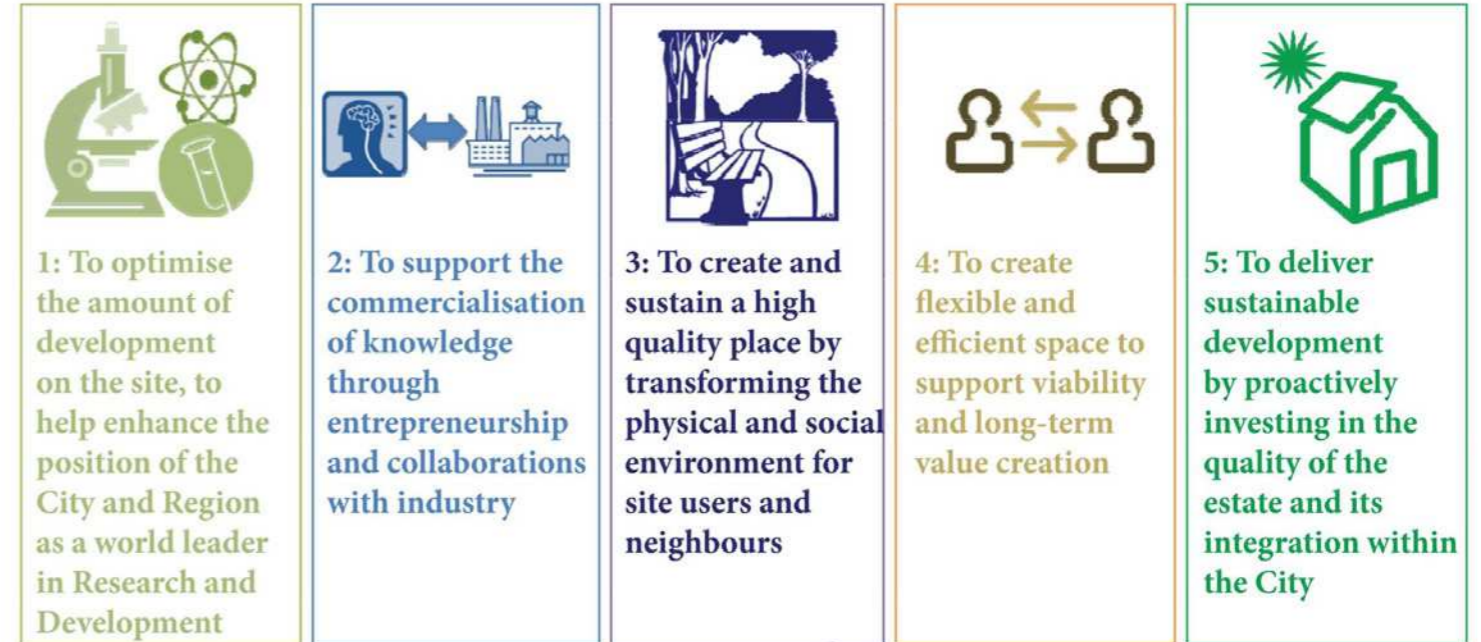 1: To optimise
the amount of
development
on the site, to
help enhance the
position of the
City and Region
as a world leader
in Research and
Development
2: To support the
commercialisation
of knowledge
through
entrepreneurship
and collaborations
with industry
3: To create and
sustain a high
quality place by
transforming the
physical and social
environment for
site users and
neighbours
4: To create
flexible and
efficient space to
support viability
and long-term
value creation
5: To deliver
sustainable
development
by proactively
investing in the
quality of the
estate and its
integration within
the City